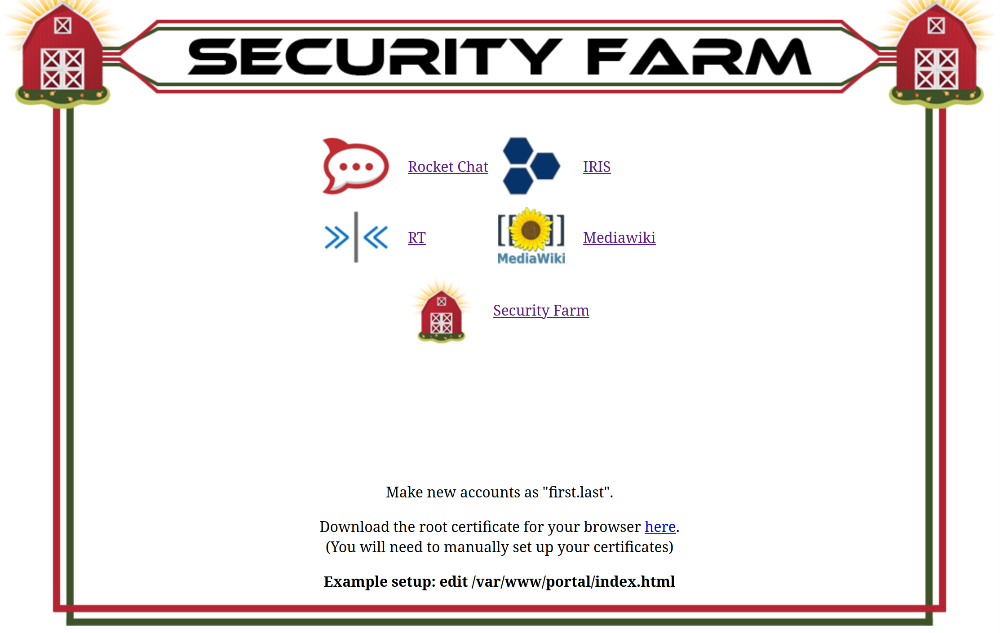 SECURITY FARM
Rocket Chat
IRIS
RT
[[MediaWiki]]
MediaWiki
Mediawiki
Security Farm
Make new accounts as "first.last".
Download the root certificate for your browser here.
(You will need to manually set up your certificates)
Example setup: edit /var/www/portal/index.html